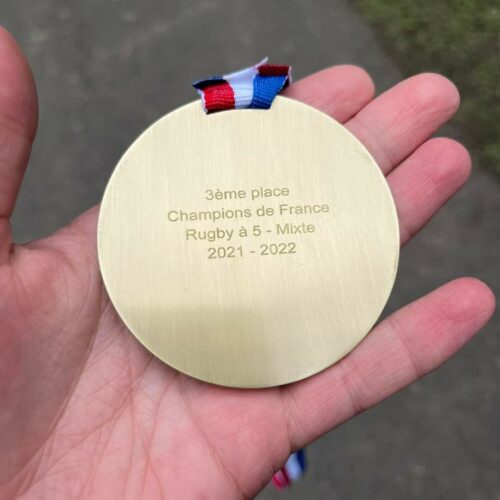 3ème place
Champions de France
Rugby à 5 - Mixte
2021 - 2022